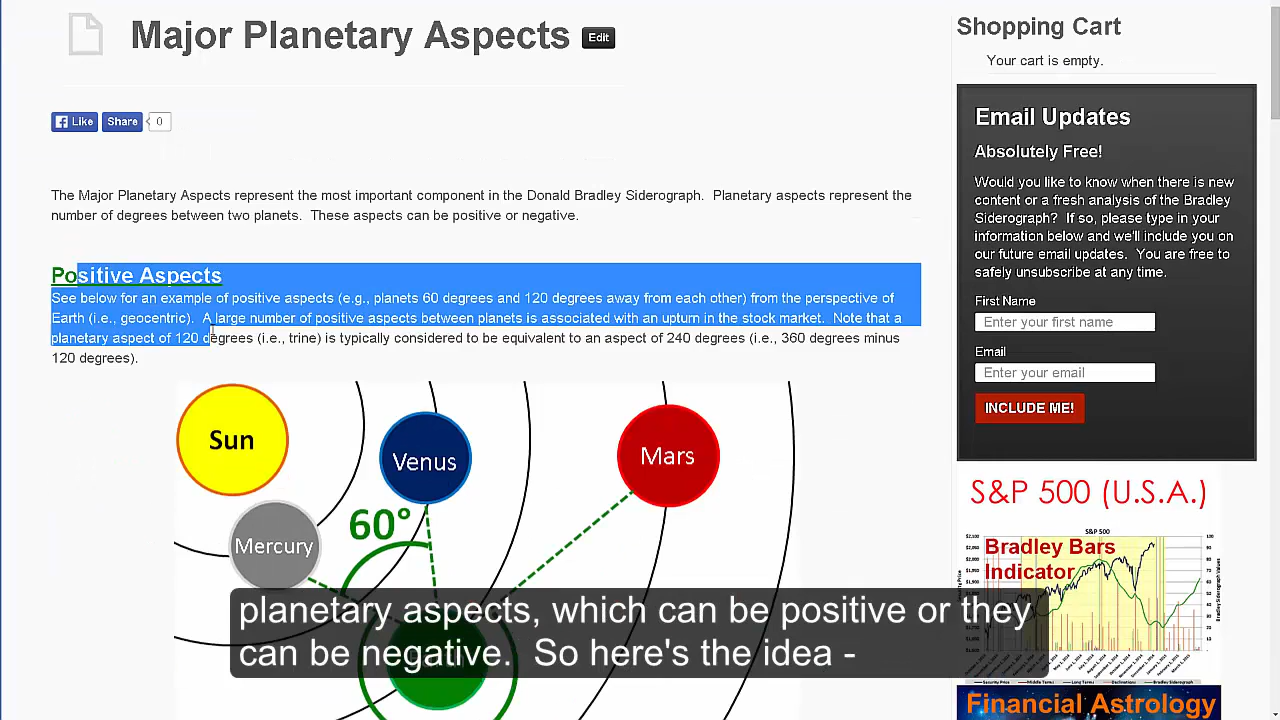 Major Planetary Aspects
Edit
Like
Share
0
The Major Planetary Aspects represent the most important component in the Donald Bradley Siderograph. Planetary aspects represent the
number of degrees between two planets. These aspects can be positive or negative.
Positive Aspects
See below for an example of positive aspects (e.g., planets 60 degrees and 120 degrees away from each other) from the perspective of
Earth (i.e., geocentric). A large number of positive aspects between planets is associated with an upturn in the stock market. Note that a
planetary aspect of 120 degrees (i.e., trine) is typically considered to be equivalent to an aspect of 240 degrees (i.e., 360 degrees minus
120 degrees).
Sun
Venus
Mars
Mercury
60°
planetary aspects, which can be positive or they
can be negative. So here's the idea -
Shopping Cart
Your cart is empty.
Email Updates
Absolutely Free!
Would you like to know when there is new
content or a fresh analysis of the Bradley
Siderograph? If so, please type in your
information below and we'll include you on
our future email updates. You are free to
safely unsubscribe at any time.
First Name
Enter your first name
Email
Enter your email
INCLUDE ME!
S&P 500 (U.S.A.)
S&P 500
Bradley Bars
Indicator
Financial Astrology